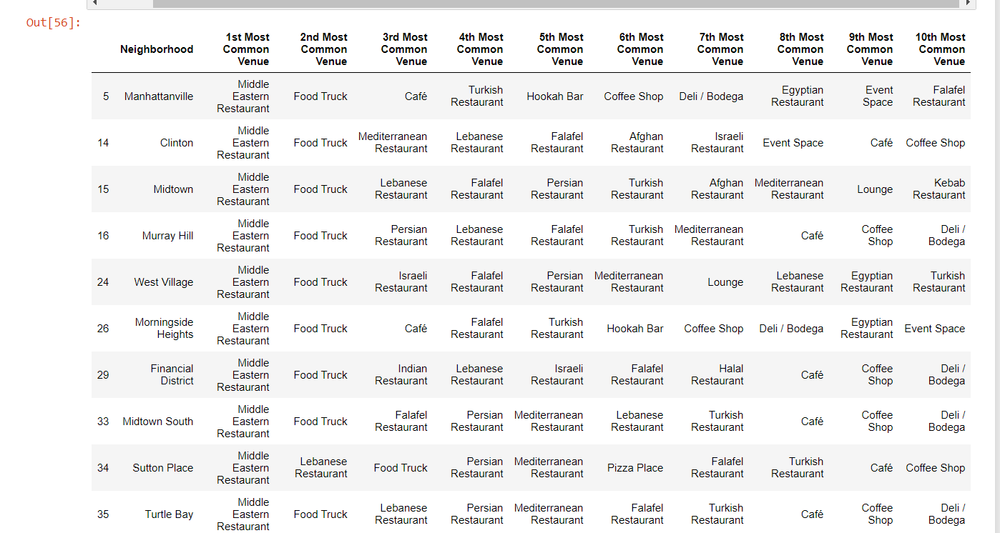 Out[56]:
Neighborhood 1st Most Common Venue 2nd Most Common Venue 3rd Most Common Venue 4th Most Common Venue 5th Most Common Venue 6th Most Common Venue 7th Most Common Venue 8th Most Common Venue 9th Most Common Venue 10th Most Common Venue
5 Manhattanville Middle Eastern Restaurant Food Truck Café Turkish Restaurant Hookah Bar Coffee Shop Deli / Bodega Egyptian Restaurant Event Space Falafel Restaurant
14 Clinton Middle Eastern Restaurant Food Truck Mediterranean Restaurant Lebanese Restaurant Falafel Restaurant Afghan Restaurant Israeli Restaurant Event Space Café Coffee Shop
15 Midtown Middle Eastern Restaurant Food Truck Lebanese Restaurant Falafel Restaurant Persian Restaurant Turkish Restaurant Afghan Restaurant Mediterranean Restaurant Lounge Kebab Restaurant
16 Murray Hill Middle Eastern Restaurant Food Truck Persian Restaurant Lebanese Restaurant Falafel Restaurant Turkish Restaurant Mediterranean Restaurant Café Coffee Shop Deli / Bodega
24 West Village Middle Eastern Restaurant Food Truck Israeli Restaurant Falafel Restaurant Persian Restaurant Mediterranean Restaurant Lounge Lebanese Restaurant Egyptian Restaurant Turkish Restaurant
26 Morningside Heights Middle Eastern Restaurant Food Truck Café Falafel Restaurant Turkish Restaurant Hookah Bar Coffee Shop Deli / Bodega Egyptian Restaurant Event Space
29 Financial District Middle Eastern Restaurant Food Truck Indian Restaurant Lebanese Restaurant Israeli Restaurant Falafel Restaurant Halal Restaurant Café Coffee Shop Deli / Bodega
33 Midtown South Middle Eastern Restaurant Food Truck Falafel Restaurant Persian Restaurant Mediterranean Restaurant Lebanese Restaurant Turkish Restaurant Café Coffee Shop Deli / Bodega
34 Sutton Place Middle Eastern Restaurant Lebanese Restaurant Food Truck Persian Restaurant Mediterranean Restaurant Pizza Place Falafel Restaurant Turkish Restaurant Café Coffee Shop
35 Turtle Bay Middle Eastern Restaurant Food Truck Lebanese Restaurant Persian Restaurant Mediterranean Restaurant Falafel Restaurant Turkish Restaurant Café Coffee Shop Deli / Bodega